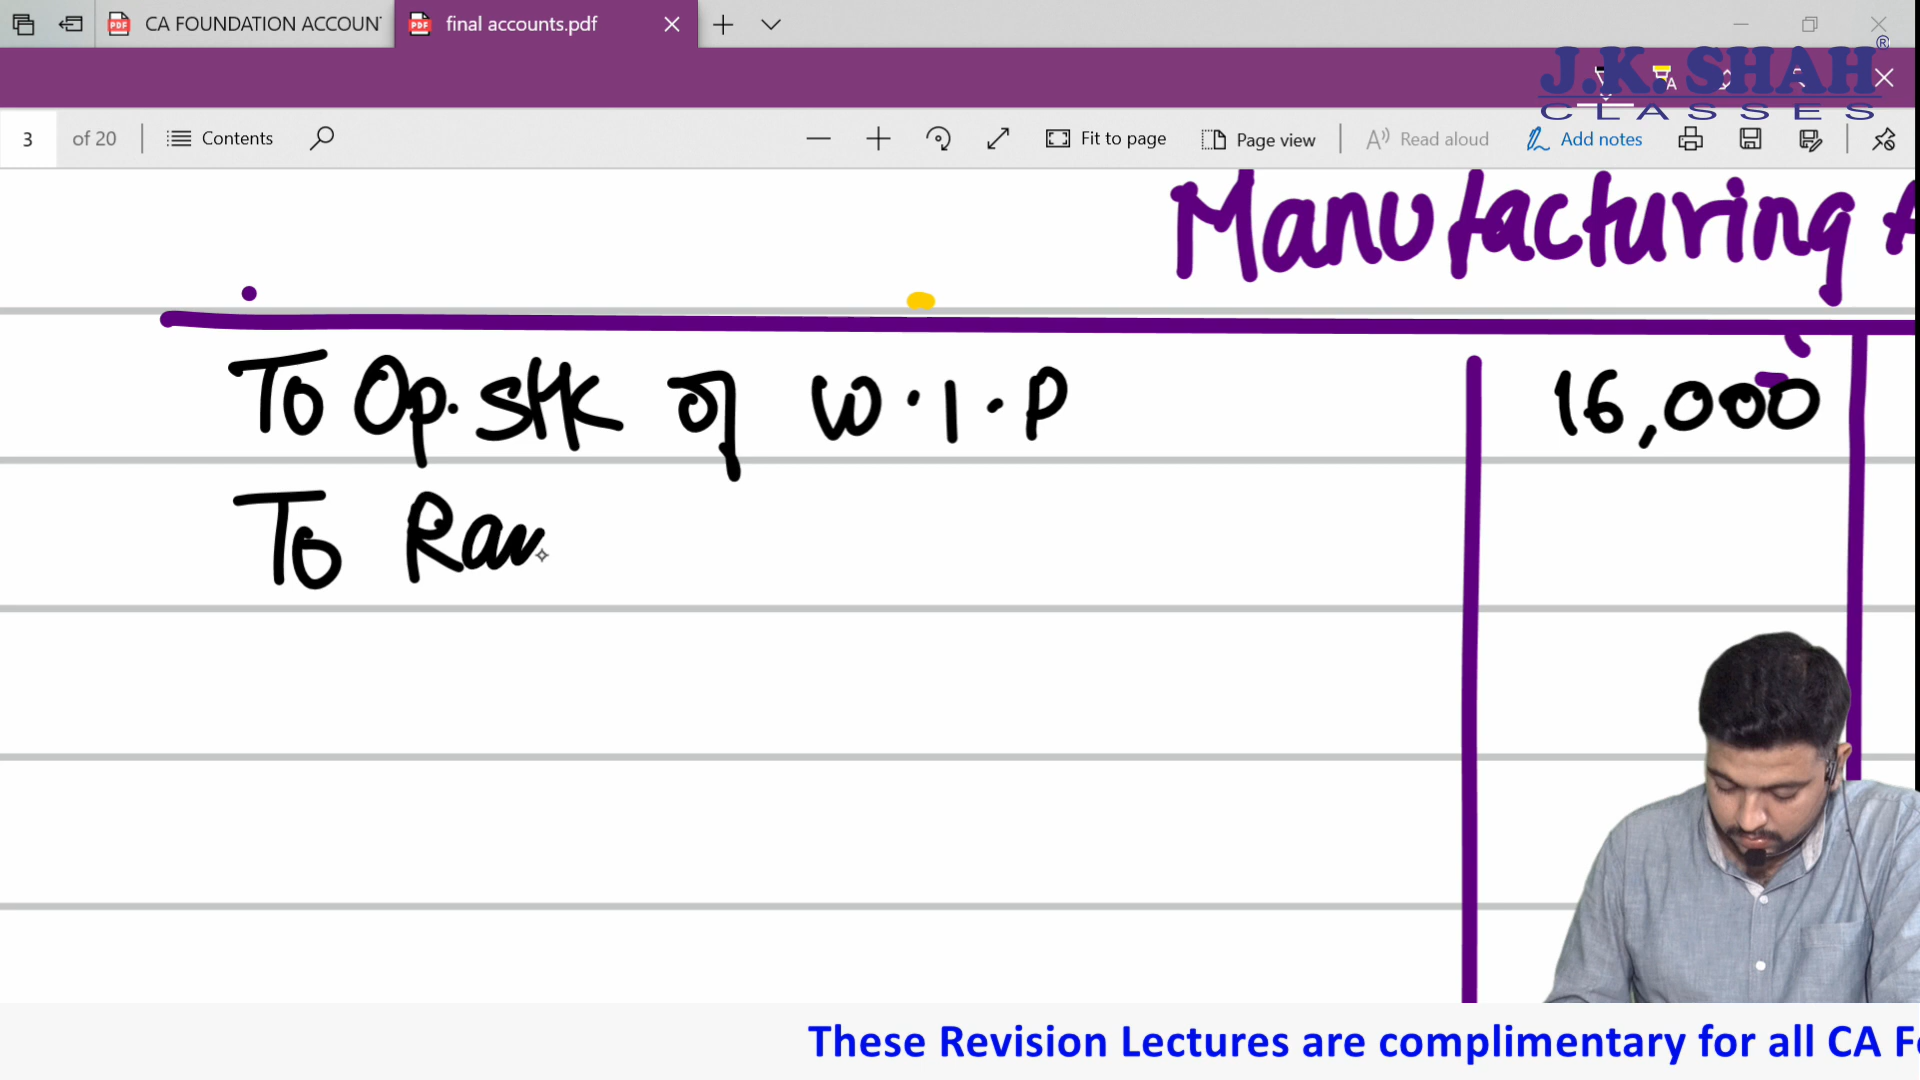 CA FOUNDATION ACCOUN
final accounts.pdf
J.K. SHAH®
CLASSES
3 of 20
Contents
Fit to page
Page view
Read aloud
Add notes
Manufacturing A
To Op. Stk of W.I.P 16,000
To Raw
These Revision Lectures are complimentary for all CA F